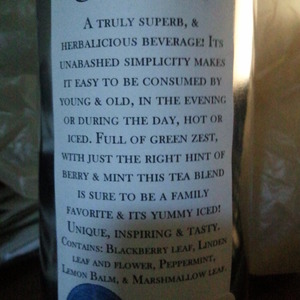 A TRULY SUPERB, &
HERBALICIOUS BEVERAGE! ITS
UNABASHED SIMPLICITY MAKES
IT EASY TO BE CONSUMED BY
YOUNG & OLD, IN THE EVENING
OR DURING THE DAY, HOT OR
ICED. FULL OF GREEN ZEST,
WITH JUST THE RIGHT HINT OF
BERRY & MINT THIS TEA BLEND
IS SURE TO BE A FAMILY
FAVORITE & ITS YUMMY ICED!
UNIQUE, INSPIRING & TASTY.
CONTAINS: BLACKBERRY LEAF, LINDEN
LEAF AND FLOWER, PEPPERMINT,
LEMON BALM, & MARSHMALLOW LEAF.